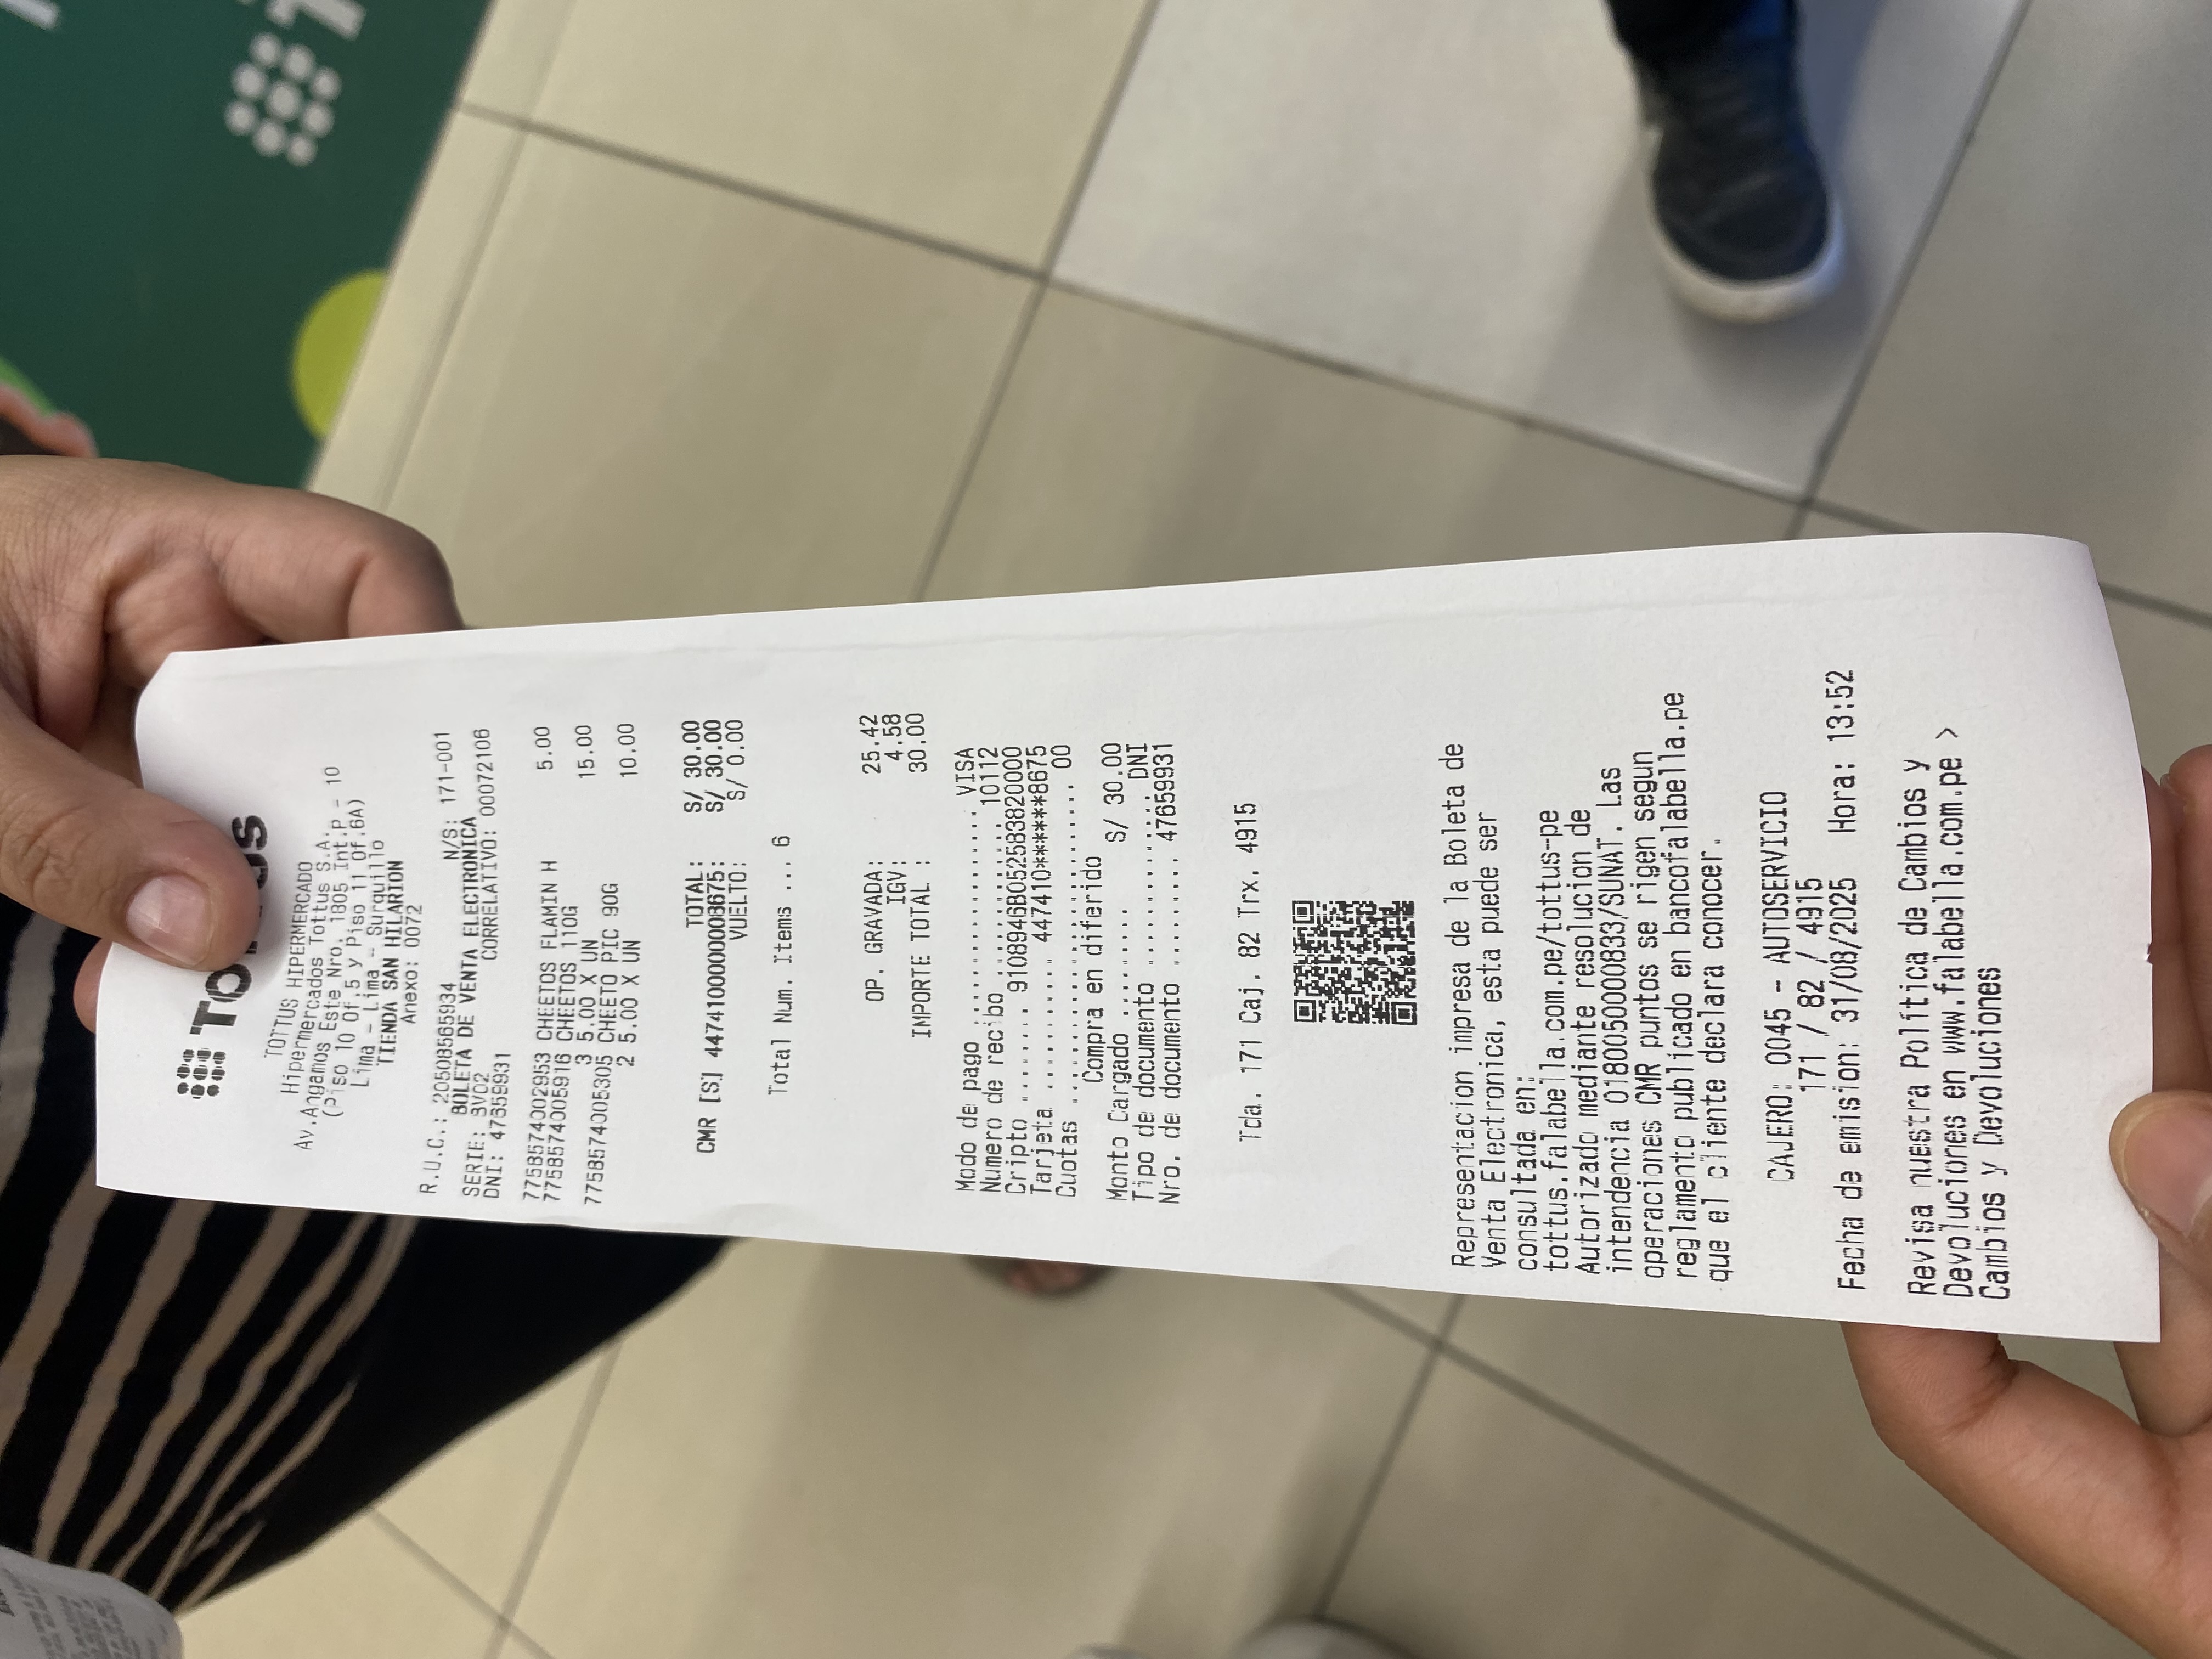 TOTTUS HIPERMERCADO
Hipermercados Tottus S.A.
Av.Angamos Este Nro. 1805 Int.P - 10
(Piso 10 Of.5 y Piso 11 Of.6A)
Lima - Lima - Surquillo
TIENDA SAN HILARION
Anexo: 0072
R.U.C.: 20508565934 N/S: 171-001
BOLETA DE VENTA ELECTRONICA
SERIE: BV02 CORRELATIVO: 00072106
DNI: 47659931
7758574002953 CHEETOS FLAMIN H 5.00
7758574005916 CHEETOS 110G
3 5.00 X UN 15.00
7758574005305 CHEETO PIC 90G
2 5.00 X UN 10.00
TOTAL: S/ 30.00
CMR [S] 4474100000008675: S/ 30.00
VUELTO: S/ 0.00
Total Num. Items ... 6
OP. GRAVADA: 25.42
IGV: 4.58
IMPORTE TOTAL : 30.00
Modo de pago .................. VISA
Numero de recibo ............. 10112
Cripto ........ 9108946B052583820000
Tarjeta ........... 447410******8675
Cuotas ........................... 00
Compra en diferido
Monto Cargado ......... S/ 30.00
Tipo de documento .............. DNI
Nro. de documento ......... 47659931
Tda. 171 Caj. 82 Trx. 4915
Representacion impresa de la Boleta de
Venta Electronica, esta puede ser
consultada en:
tottus.falabella.com.pe/tottus-pe
Autorizado mediante resolucion de
intendencia 0180050000833/SUNAT. Las
operaciones CMR puntos se rigen segun
reglamento publicado en bancofalabella.pe
que el cliente declara conocer.
CAJERO: 0045 - AUTOSERVICIO
171 / 82 / 4915
Fecha de emision: 31/08/2025 Hora: 13:52
Revisa nuestra Política de Cambios y
Devoluciones en www.falabella.com.pe >
Cambios y Devoluciones